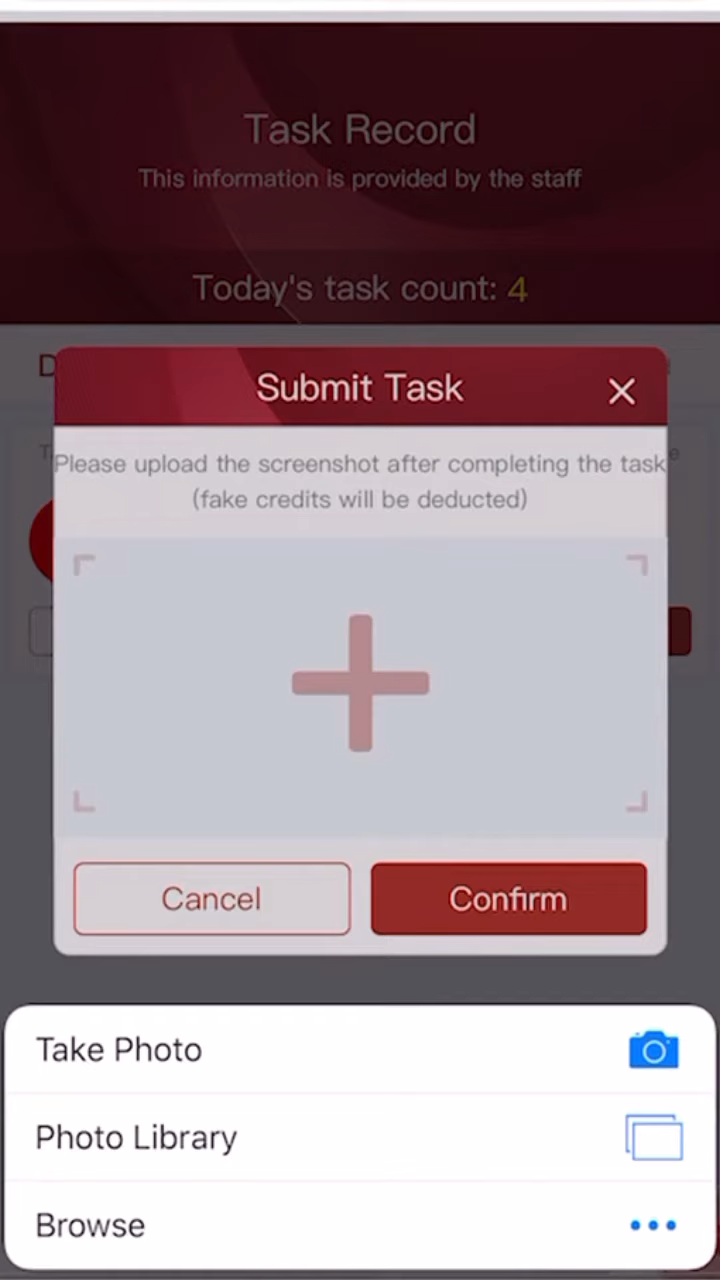 Task Record
This information is provided by the staff
Today's task count: 4
Submit Task
Please upload the screenshot after completing the task
(fake credits will be deducted)
Cancel
Confirm
Take Photo
Photo Library
Browse